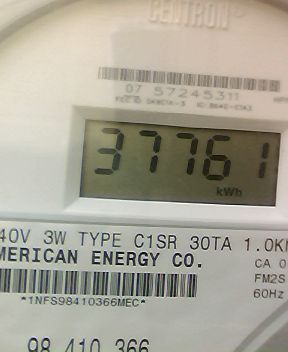 CENTRON®
07 57245311
37761
kWh
40V 3W TYPE C1SR 30TA 1.0K
MERICAN ENERGY CO.
CA 0
FM2S
60Hz
*1NFS98410366MEC*
98 410 366